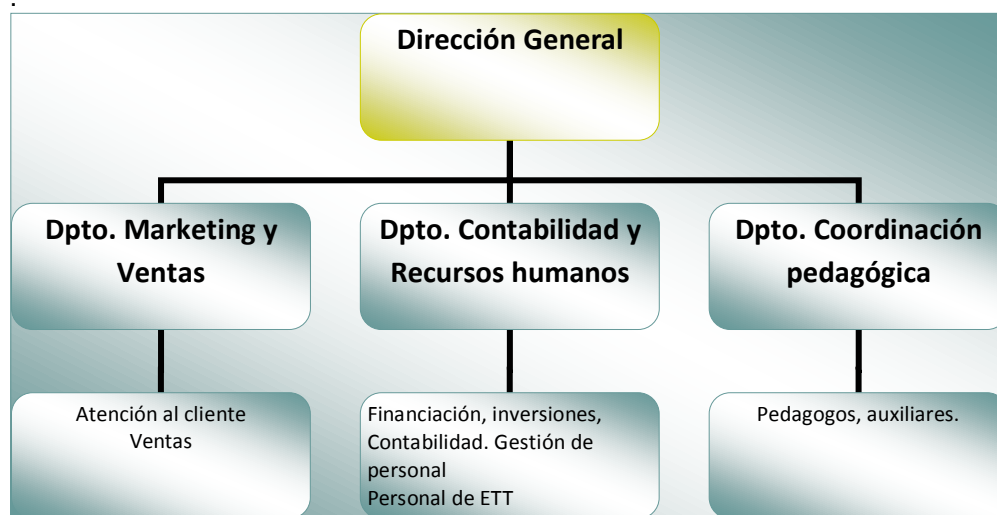 .
Dirección General
Dpto. Marketing y
Ventas
Dpto. Contabilidad y
Recursos humanos
Dpto. Coordinación
pedagógica
Atención al cliente
Ventas
Financiación, inversiones,
Contabilidad. Gestión de
personal
Personal de ETT
Pedagogos, auxiliares.